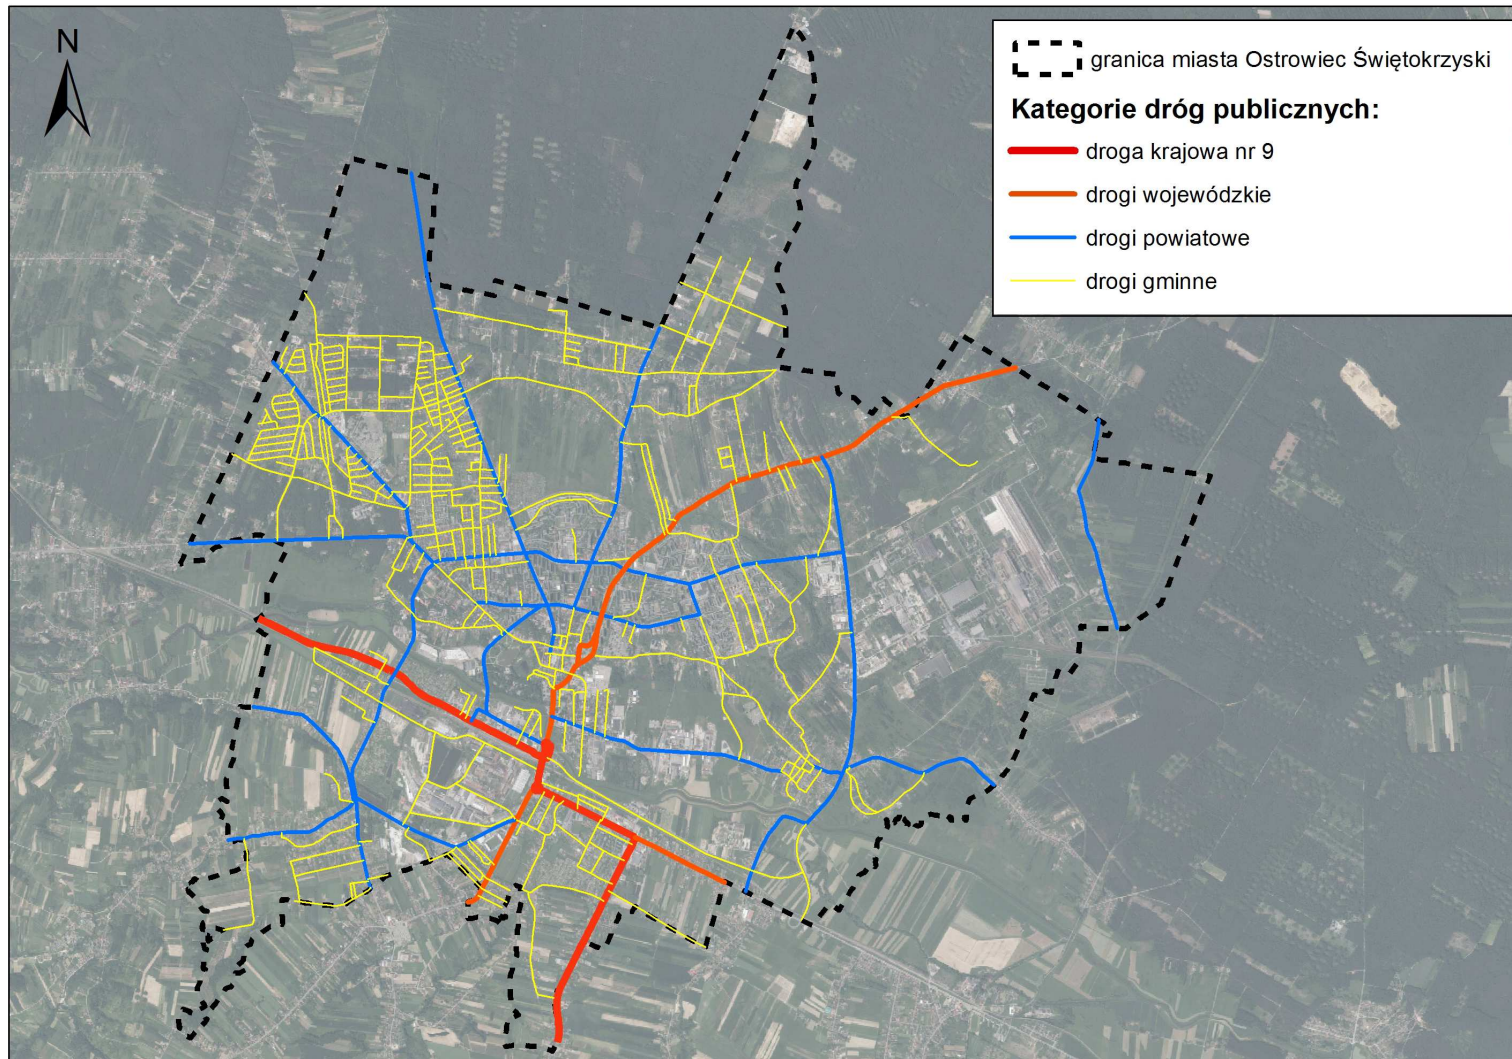 N
granica miasta Ostrowiec Świętokrzyski
Kategorie dróg publicznych:
droga krajowa nr 9
drogi wojewódzkie
drogi powiatowe
drogi gminne